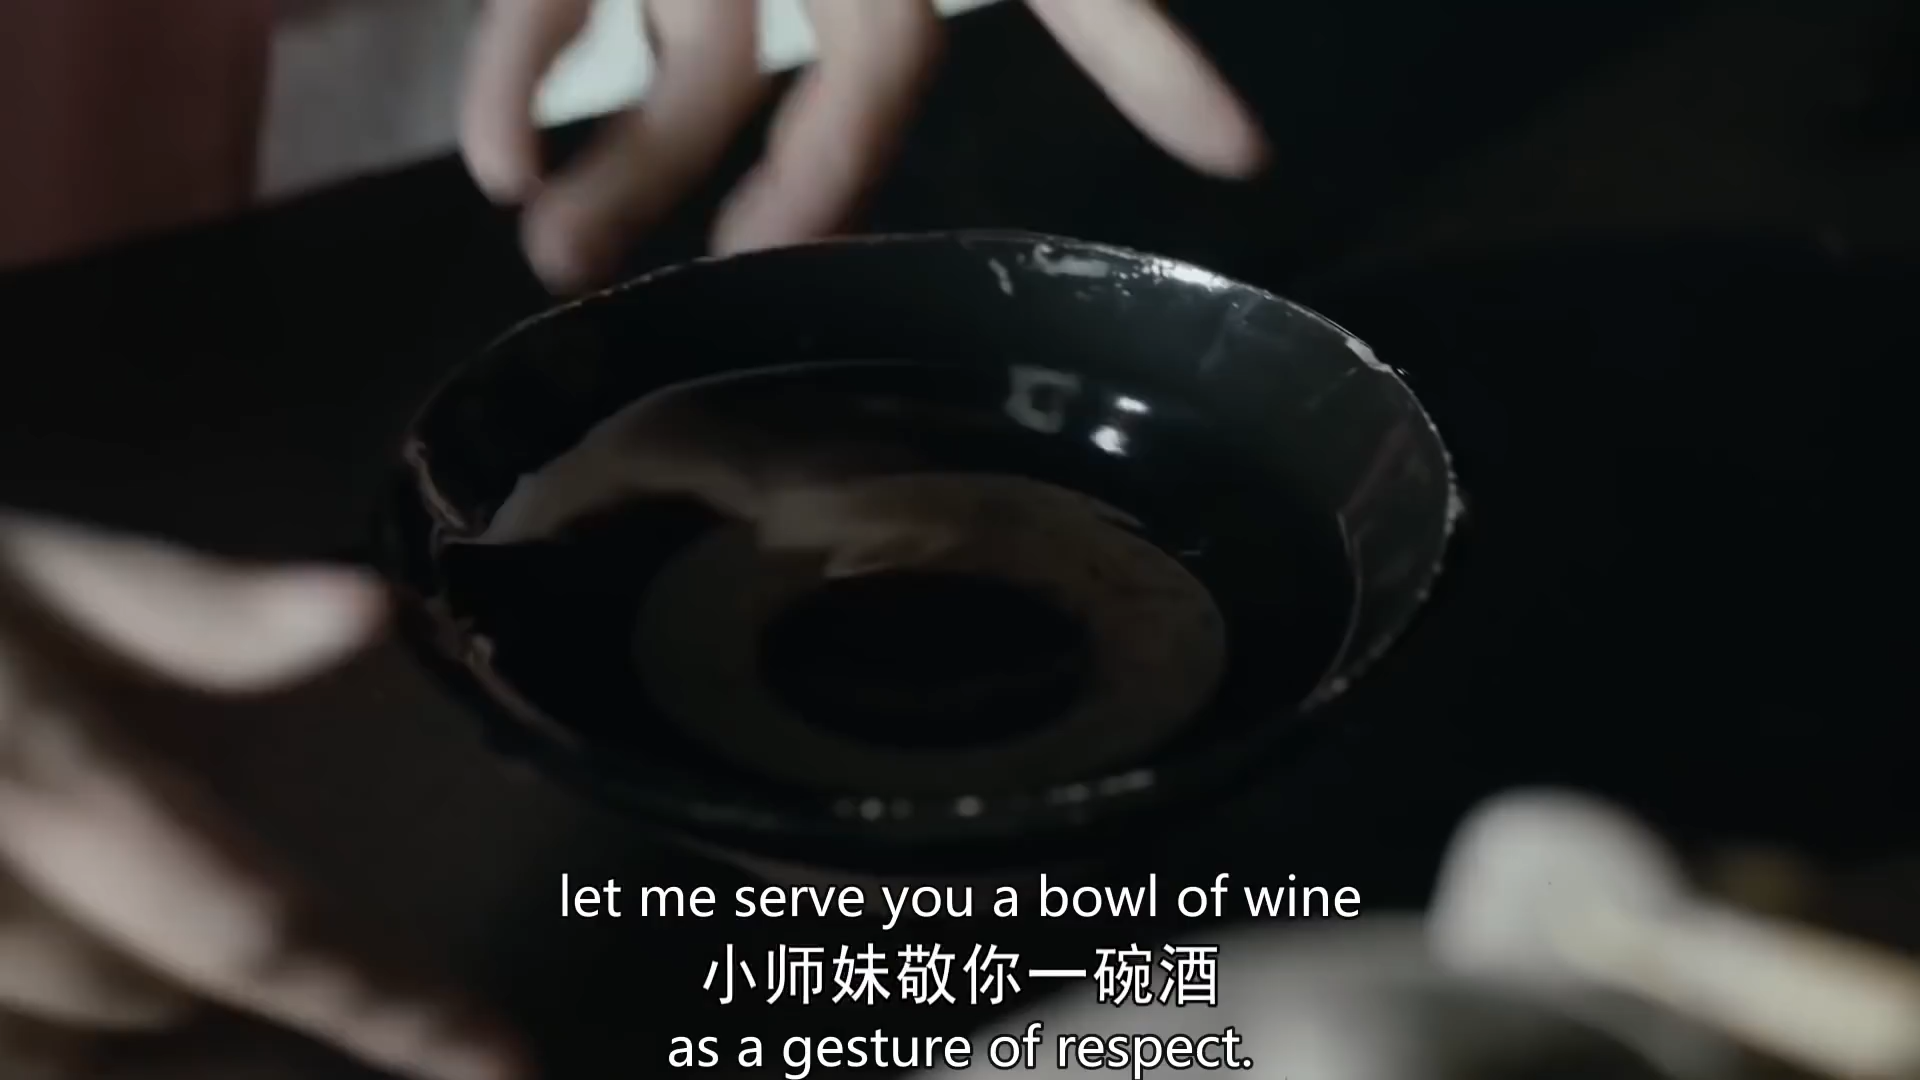 let me serve you a bowl of wine
小师妹敬你一碗酒
as a gesture of respect.